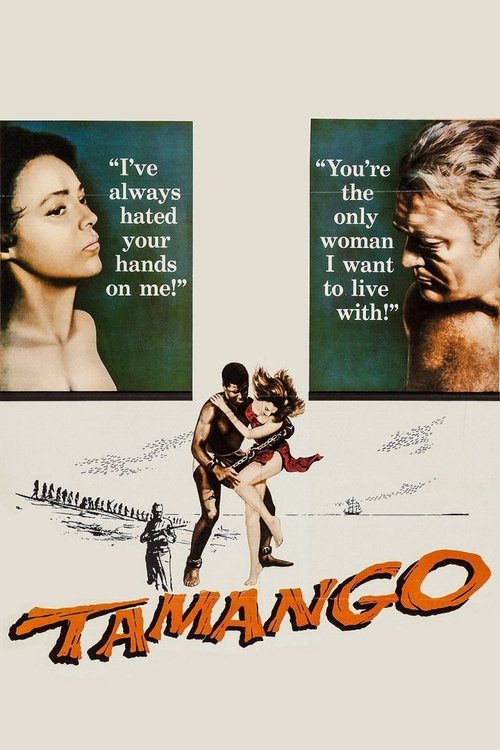 “I’ve
always
hated
your
hands
on me!”
“You’re
the
only
woman
I want
to live
with!”
TAMANGO